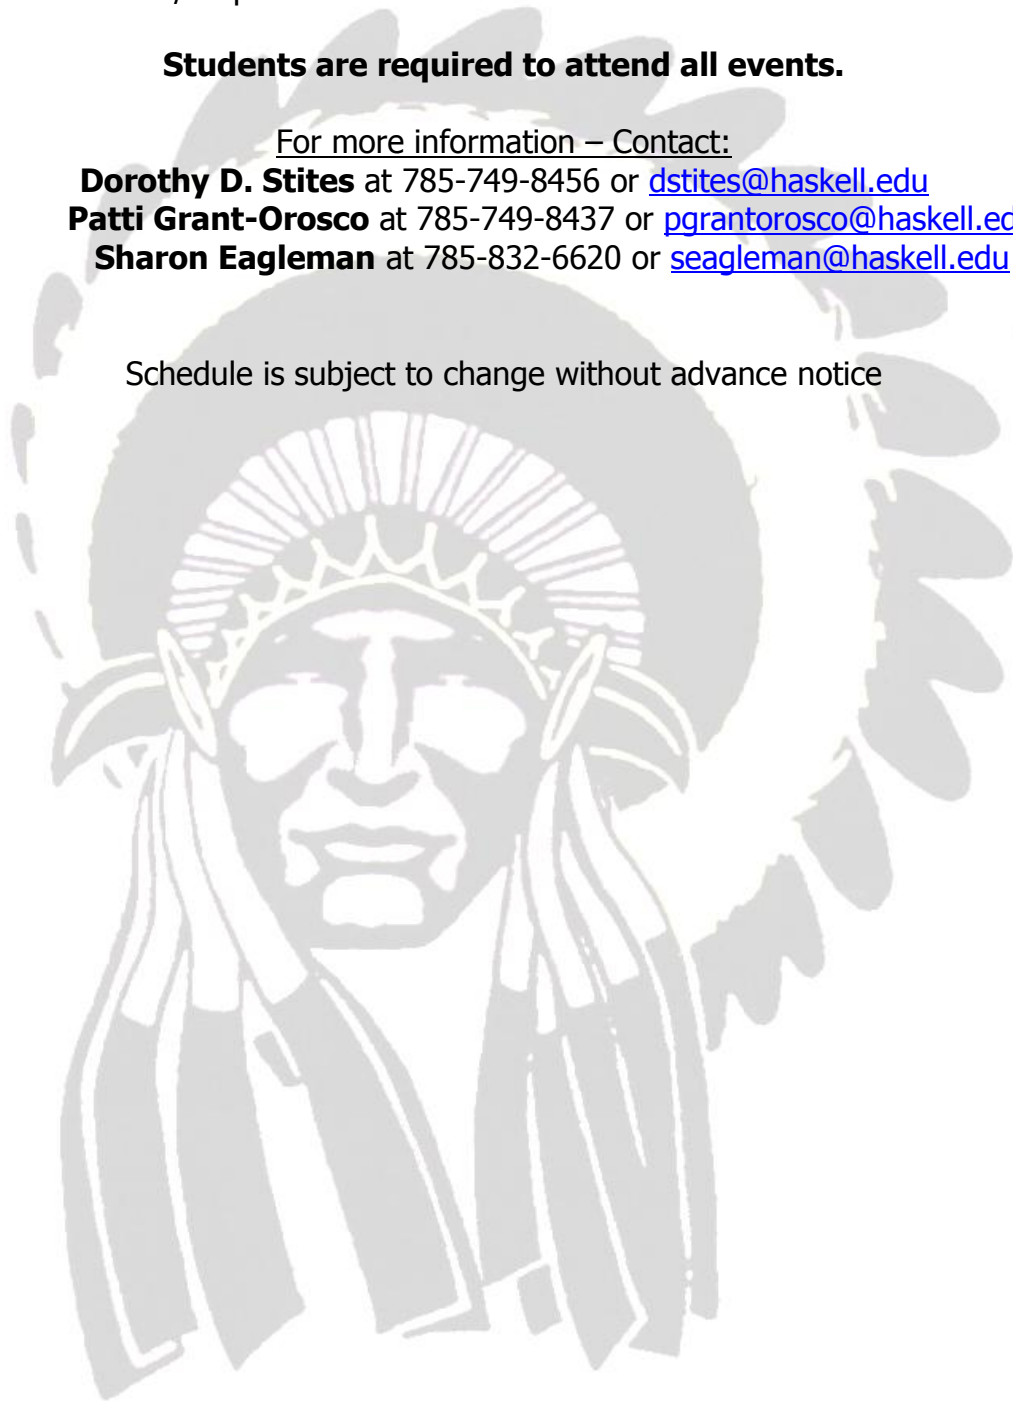 Students are required to attend all events.
For more information – Contact:
Dorothy D. Stites at 785-749-8456 or dstites@haskell.edu
Patti Grant-Orosco at 785-749-8437 or pgrantorosco@haskell.ed
Sharon Eagleman at 785-832-6620 or seagleman@haskell.edu
Schedule is subject to change without advance notice